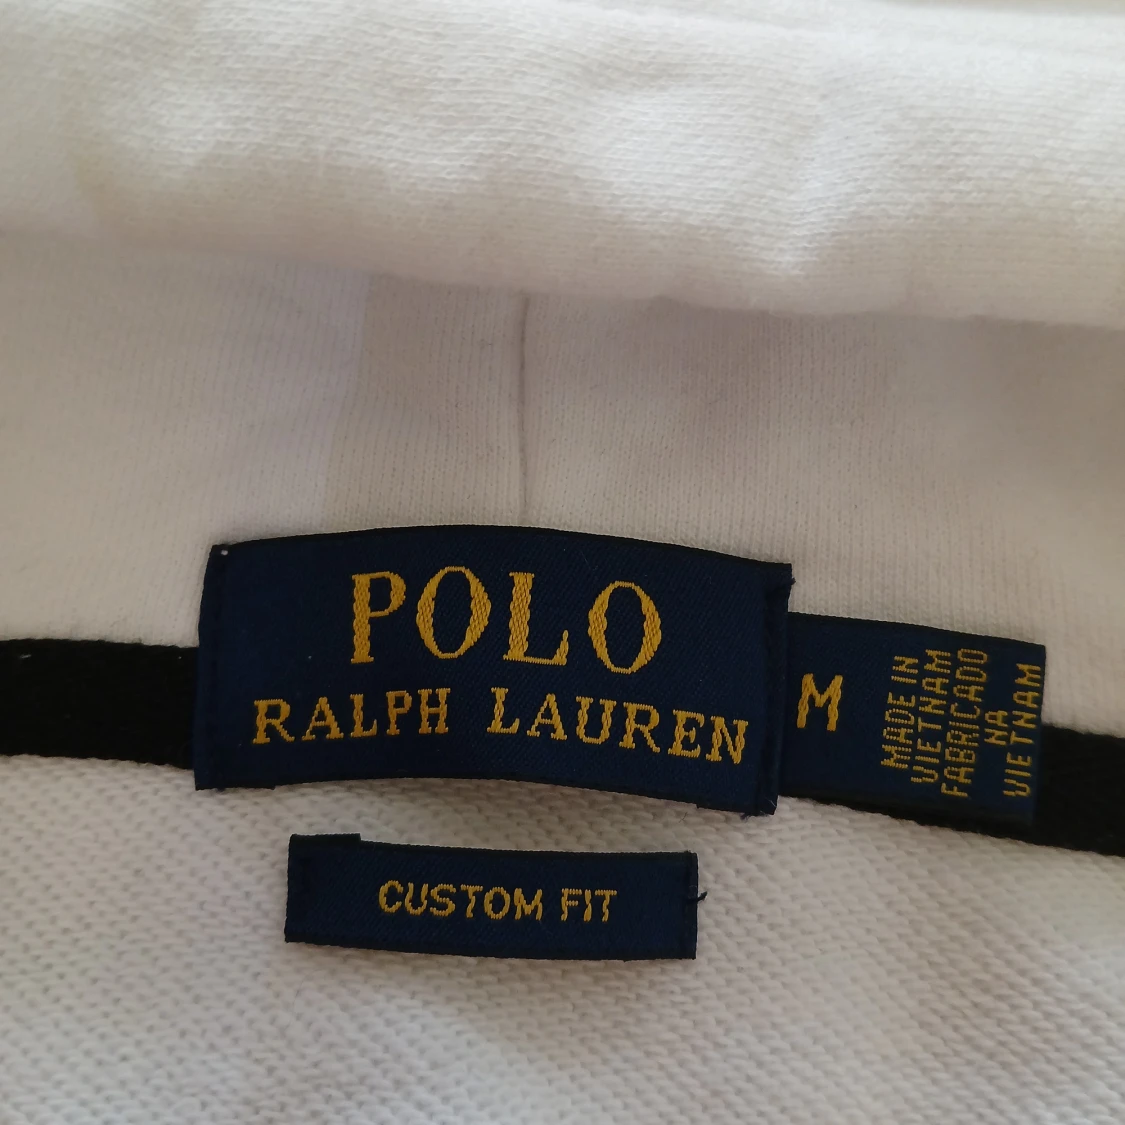 POLO
RALPH LAUREN
M
MADE IN
VIETNAM
FABRICADO
NA
VIETNAM
CUSTOM FIT